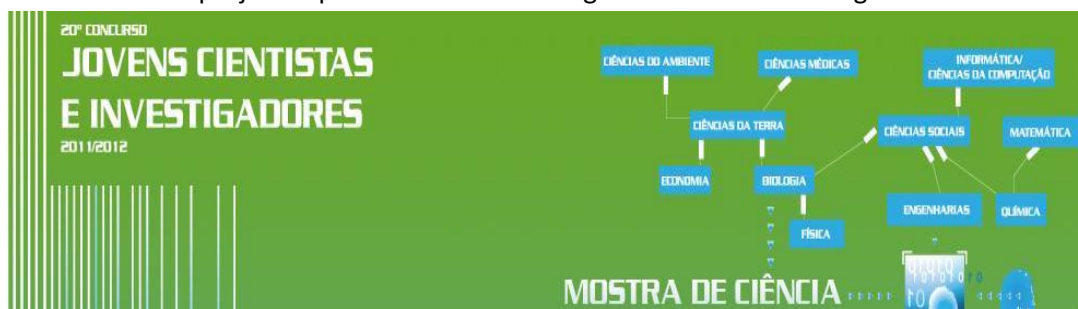 20º CONCURSO
JOVENS CIENTISTAS
E INVESTIGADORES
2011/2012
CIÊNCIAS DO AMBIENTE
CIÊNCIAS MÉDICAS
INFORMÁTICA/
CIÊNCIAS DA COMPUTAÇÃO
CIÊNCIAS DA TERRA
CIÊNCIAS SOCIAIS
MATEMÁTICA
ECONOMIA
BIOLOGIA
ENGENHARIAS
QUÍMICA
FÍSICA
MOSTRA DE CIÊNCIA